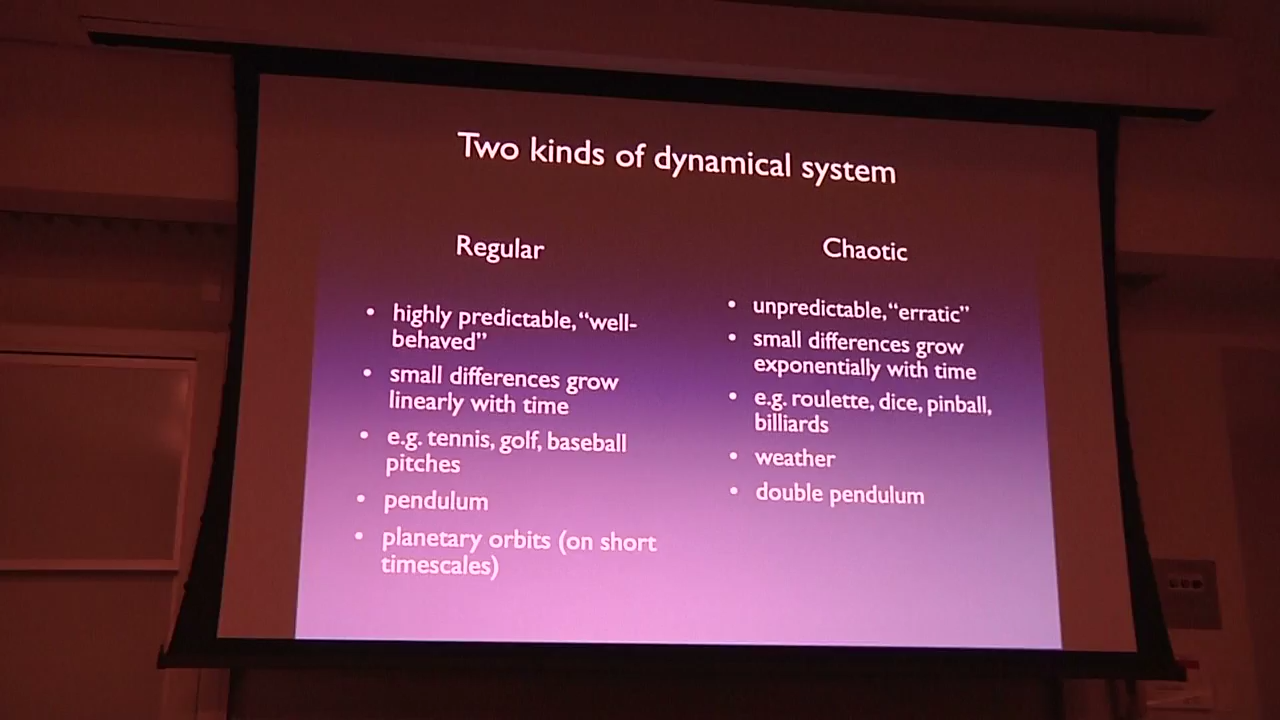 Two kinds of dynamical system
Regular
• highly predictable, “well-
behaved”
• small differences grow
linearly with time
• e.g. tennis, golf, baseball
pitches
• pendulum
• planetary orbits (on short
timescales)
Chaotic
• unpredictable, “erratic”
• small differences grow
exponentially with time
• e.g. roulette, dice, pinball,
billiards
• weather
• double pendulum